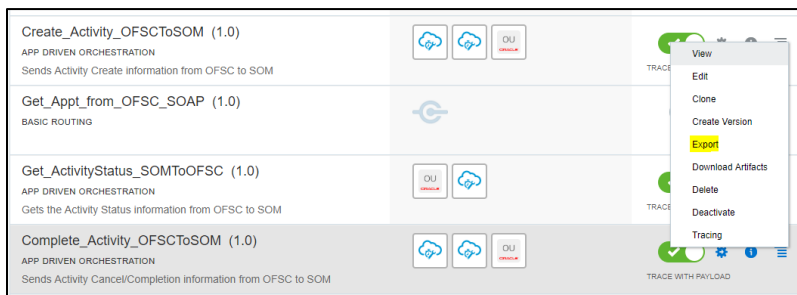 Create_Activity_OFSCToSOM (1.0)
APP DRIVEN ORCHESTRATION
Sends Activity Create information from OFSC to SOM
OU
ORACLE
TRACE
Get_Appt_from_OFSC_SOAP (1.0)
BASIC ROUTING
Get_ActivityStatus_SOMToOFSC (1.0)
APP DRIVEN ORCHESTRATION
Gets the Activity Status information from OFSC to SOM
OU
ORACLE
TRACE
Complete_Activity_OFSCToSOM (1.0)
APP DRIVEN ORCHESTRATION
Sends Activity Cancel/Completion information from OFSC to SOM
OU
ORACLE
TRACE WITH PAYLOAD
View
Edit
Clone
Create Version
Export
Download Artifacts
Delete
Deactivate
Tracing